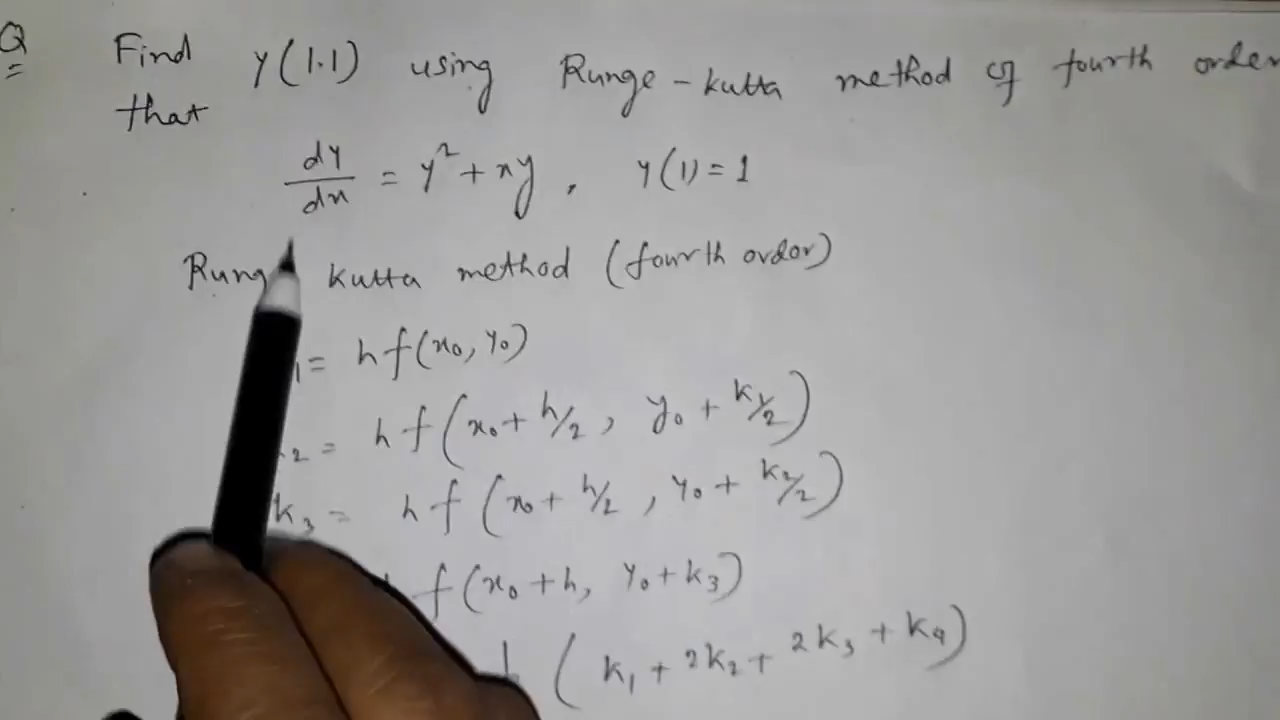 Q Find y(1.1) using Runge-kutta method of fourth order
that
dy/dx = y² + xy, y(1) = 1
Rung kutta method (fourth order)
1 = hf(x₀, y₀)
2 = hf(x₀ + h/2, y₀ + k₁/2)
k₃ = hf(x₀ + h/2, y₀ + k₂/2)
f(x₀ + h, y₀ + k₃)
(k₁ + 2k₂ + 2k₃ + k₄)